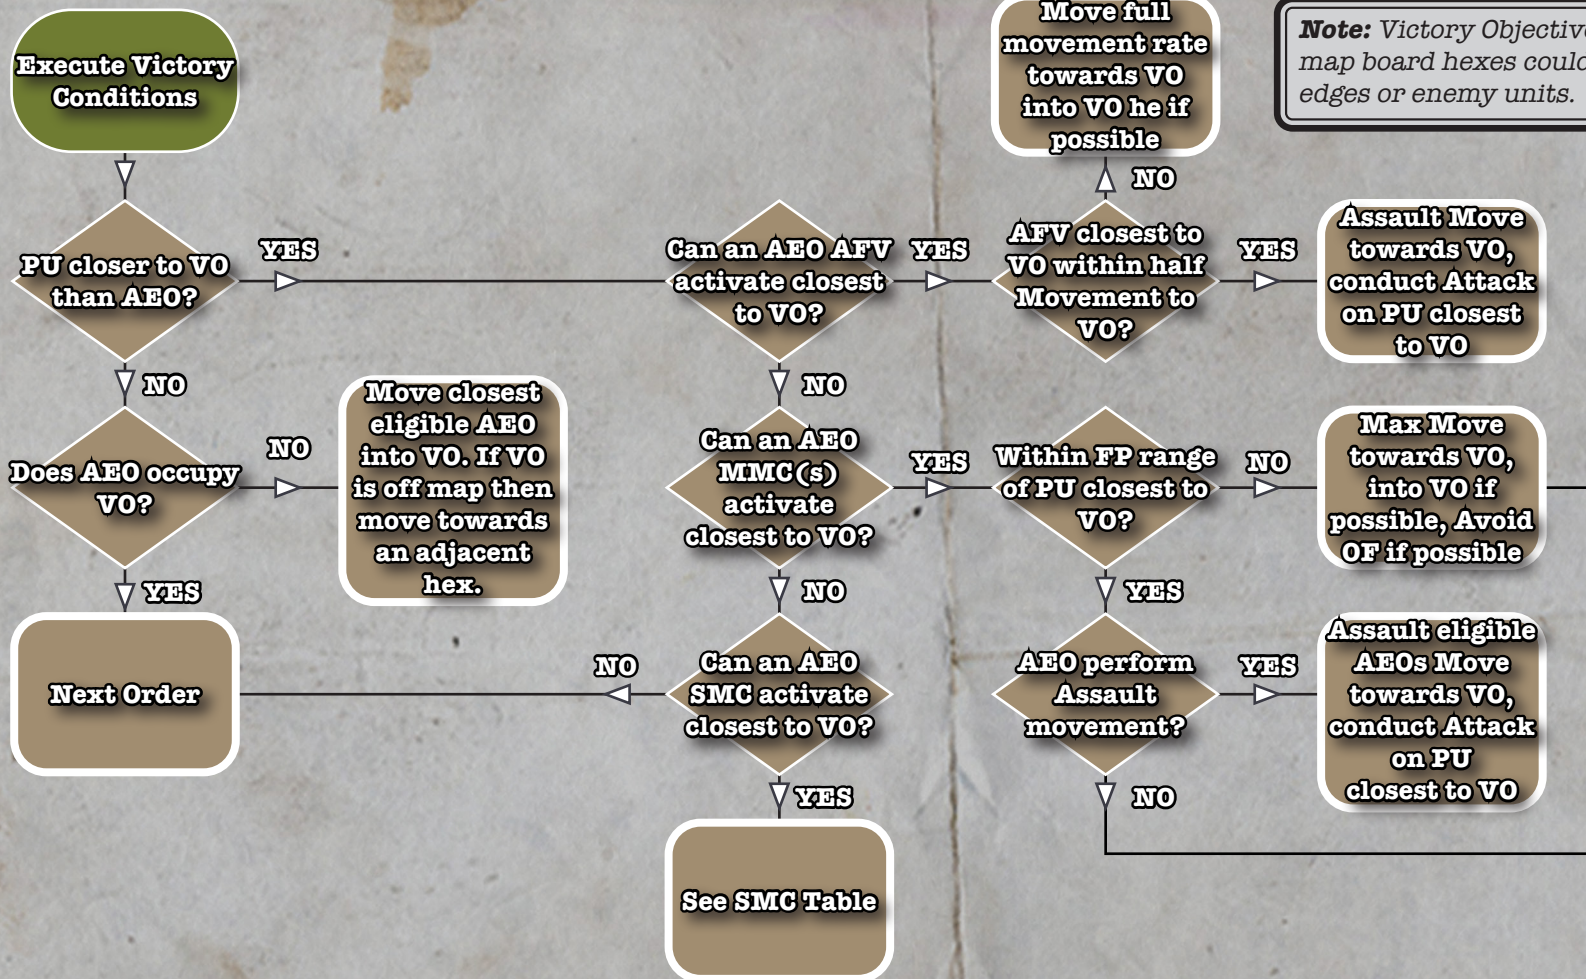 Execute Victory
Conditions
PU closer to VO
than AEO?
YES
NO
Does AEO occupy
VO?
NO
YES
Move closest
eligible AEO
into VO. If VO
is off map then
move towards
an adjacent
hex.
Next Order
Can an AEO AFV
activate closest
to VO?
YES
NO
Can an AEO
MMC(s)
activate
closest to VO?
YES
NO
Can an AEO
SMC activate
closest to VO?
NO
YES
See SMC Table
Move full
movement rate
towards VO
into VO he if
possible
NO
AFV closest to
VO within half
Movement to
VO?
YES
Assault Move
towards VO,
conduct Attack
on PU closest
to VO
Within FP range
of PU closest to
VO?
NO
YES
Max Move
towards VO,
into VO if
possible, Avoid
OF if possible
AEO perform
Assault
movement?
YES
NO
Assault eligible
AEOs Move
towards VO,
conduct Attack
on PU
closest to VO
Note: Victory Objective
map board hexes could
edges or enemy units.